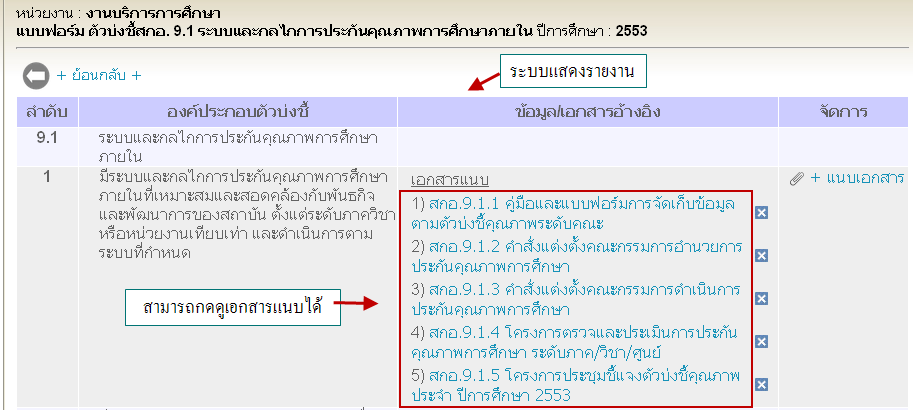 หน่วยงาน : งานบริการการศึกษา
แบบฟอร์ม ตัวบ่งชี้สกอ. 9.1 ระบบและกลไกการประกันคุณภาพการศึกษาภายใน ปีการศึกษา : 2553
+ ย้อนกลับ +
ระบบแสดงรายงาน
ลำดับ องค์ประกอบตัวบ่งชี้ ข้อมูล/เอกสารอ้างอิง จัดการ
9.1 ระบบและกลไกการประกันคุณภาพการศึกษา
ภายใน
1 มีระบบและกลไกการประกันคุณภาพการศึกษา
ภายในที่เหมาะสมและสอดคล้องกับพันธกิจ
และพัฒนาการของสถาบัน ตั้งแต่ระดับภาควิชา
หรือหน่วยงานเทียบเท่า และดำเนินการตาม
ระบบที่กำหนด
เอกสารแนบ
1) สกอ.9.1.1 คู่มือและแบบฟอร์มการจัดเก็บข้อมูล
ตามตัวบ่งชี้คุณภาพระดับคณะ
2) สกอ.9.1.2 คำสั่งแต่งตั้งคณะกรรมการอำนวยการ
ประกันคุณภาพการศึกษา
3) สกอ.9.1.3 คำสั่งแต่งตั้งคณะกรรมการดำเนินการ
ประกันคุณภาพการศึกษา
4) สกอ.9.1.4 โครงการตรวจและประเมินการประกัน
คุณภาพการศึกษา ระดับภาค/วิชา/ศูนย์
5) สกอ.9.1.5 โครงการประชุมชี้แจงตัวบ่งชี้คุณภาพ
ประจำ ปีการศึกษา 2553
+ แนบเอกสาร
สามารถกดดูเอกสารแนบได้